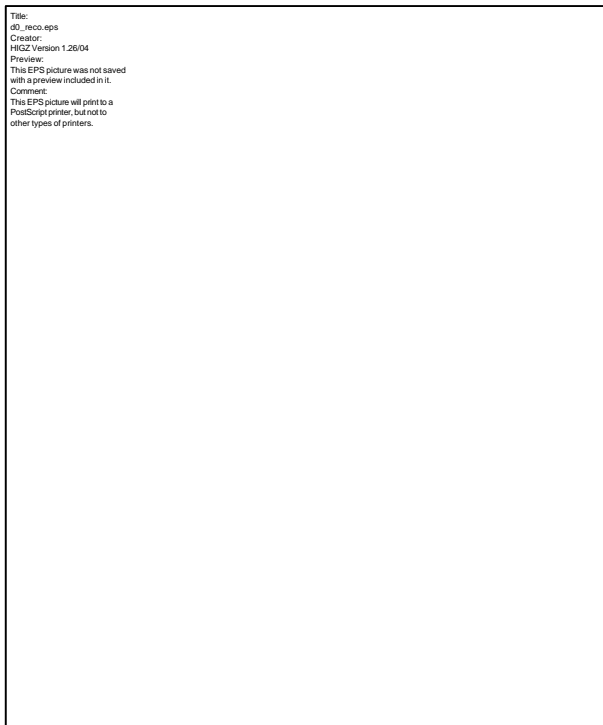 Title:
d0_reco.eps
Creator:
HIGZ Version 1.26/04
Preview:
This EPS picture was not saved
with a preview included in it.
Comment:
This EPS picture will print to a
PostScript printer, but not to
other types of printers.